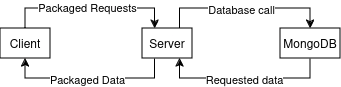 Packaged Requests
Database call
Client
Server
MongoDB
Packaged Data
Requested data